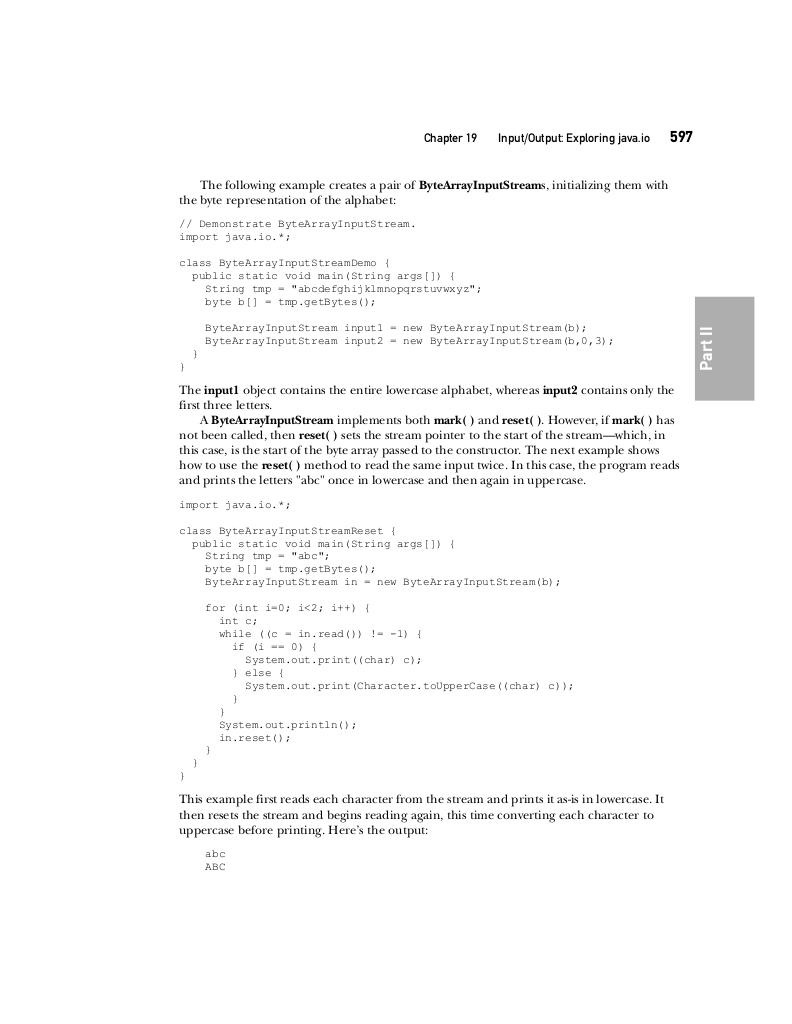 Chapter 19 Input/Output: Exploring java.io 597
The following example creates a pair of ByteArrayInputStreams, initializing them with
the byte representation of the alphabet:
// Demonstrate ByteArrayInputStream.
import java.io.*;
class ByteArrayInputStreamDemo {
public static void main(String args[]) {
String tmp = "abcdefghijklmnopqrstuvwxyz";
byte b[] = tmp.getBytes();
ByteArrayInputStream input1 = new ByteArrayInputStream(b);
ByteArrayInputStream input2 = new ByteArrayInputStream(b,0,3);
}
}
Part II
The input1 object contains the entire lowercase alphabet, whereas input2 contains only the
first three letters.
A ByteArrayInputStream implements both mark( ) and reset( ). However, if mark( ) has
not been called, then reset( ) sets the stream pointer to the start of the stream—which, in
this case, is the start of the byte array passed to the constructor. The next example shows
how to use the reset( ) method to read the same input twice. In this case, the program reads
and prints the letters "abc" once in lowercase and then again in uppercase.
import java.io.*;
class ByteArrayInputStreamReset {
public static void main(String args[]) {
String tmp = "abc";
byte b[] = tmp.getBytes();
ByteArrayInputStream in = new ByteArrayInputStream(b);
for (int i=0; i<2; i++) {
int c;
while ((c = in.read()) != -1) {
if (i == 0) {
System.out.print((char) c);
} else {
System.out.print(Character.toUpperCase((char) c));
}
}
System.out.println();
in.reset();
}
}
}
This example first reads each character from the stream and prints it as-is in lowercase. It
then resets the stream and begins reading again, this time converting each character to
uppercase before printing. Here's the output:
abc
ABC